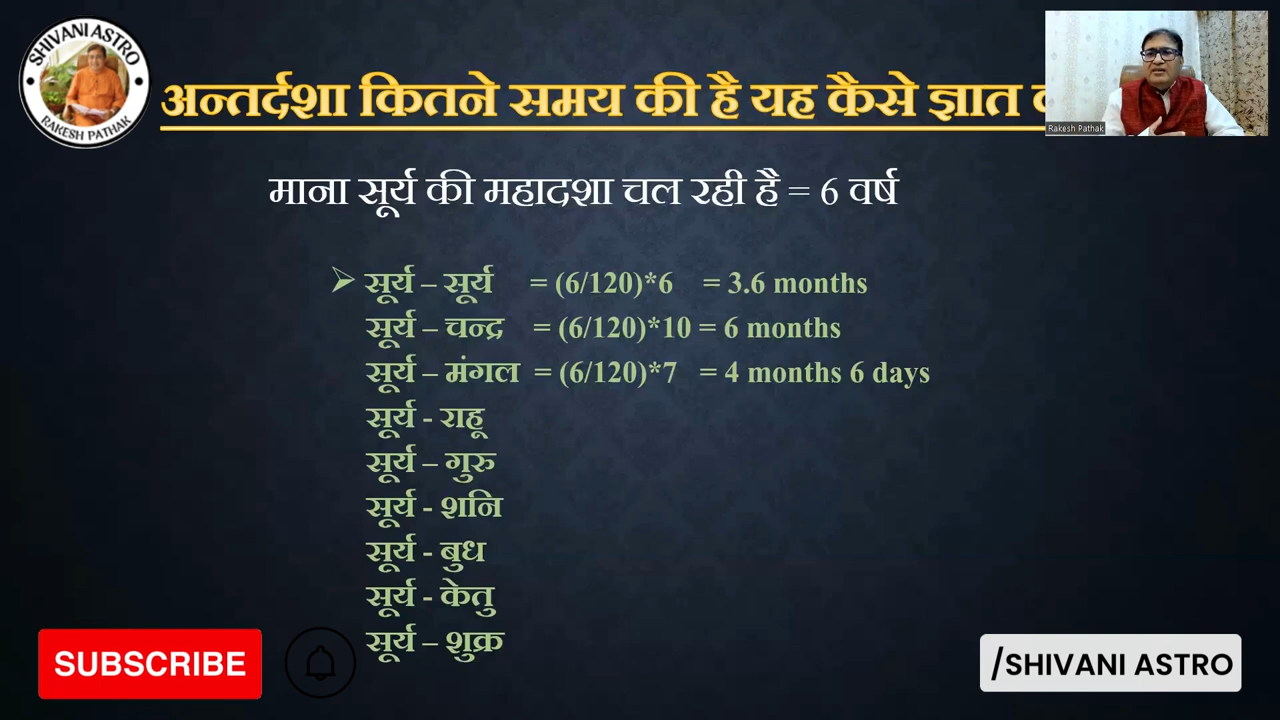 SHIVANI ASTRO
RAKESH PATHAK
अन्तर्दशा कितने समय की है यह कैसे ज्ञात
Rakesh Pathak
माना सूर्य की महादशा चल रही है = 6 वर्ष
➢ सूर्य – सूर्य = (6/120)*6 = 3.6 months
सूर्य – चन्द्र = (6/120)*10 = 6 months
सूर्य – मंगल = (6/120)*7 = 4 months 6 days
सूर्य - राहू
सूर्य – गुरु
सूर्य - शनि
सूर्य - बुध
सूर्य - केतु
सूर्य – शुक्र
SUBSCRIBE
/SHIVANI ASTRO